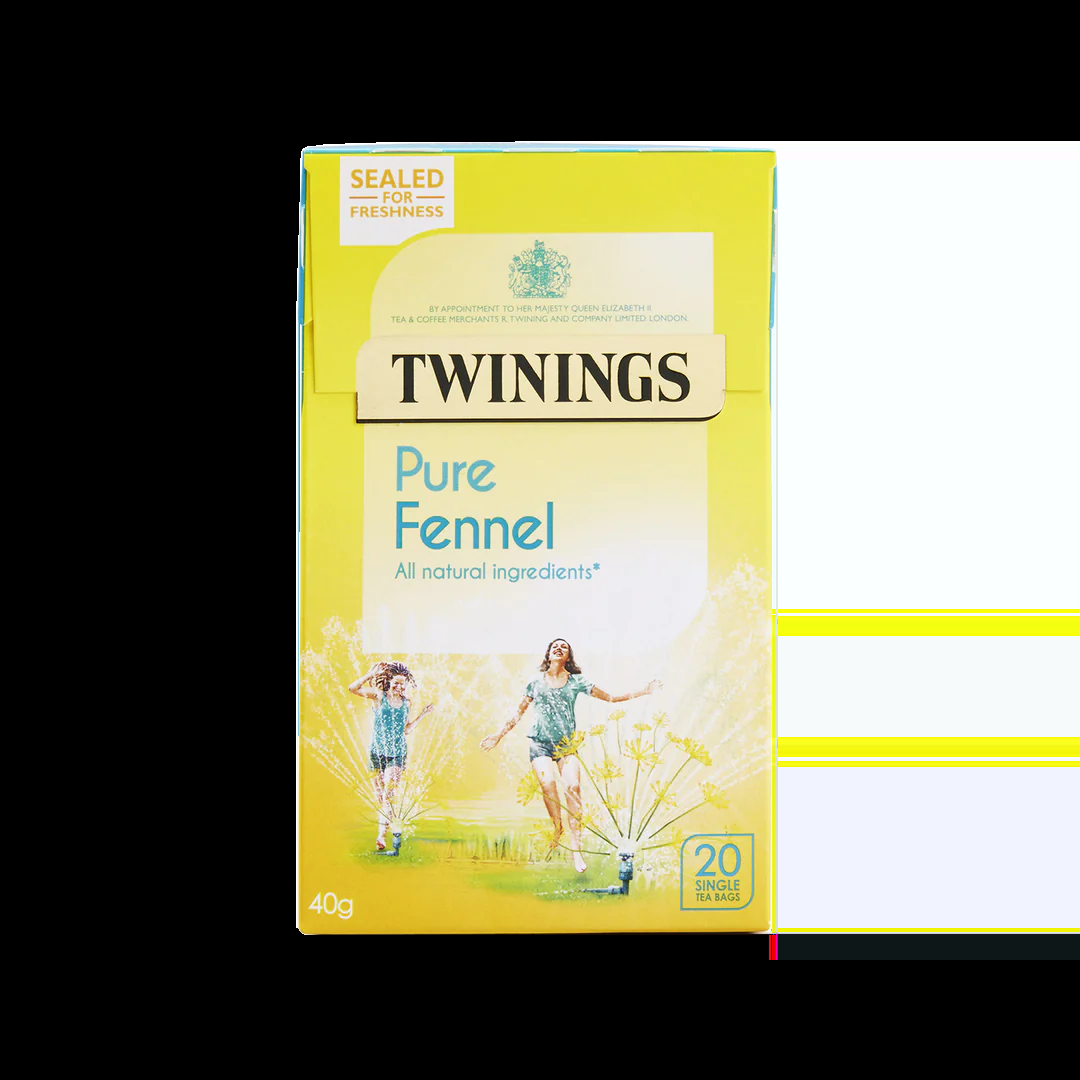 SEALED
FOR
FRESHNESS
BY APPOINTMENT TO HER MAJESTY QUEEN ELIZABETH II
TEA & COFFEE MERCHANTS R. TWINING AND COMPANY LIMITED LONDON.
TWININGS
Pure
Fennel
All natural ingredients*
20
SINGLE
TEA BAGS
40g